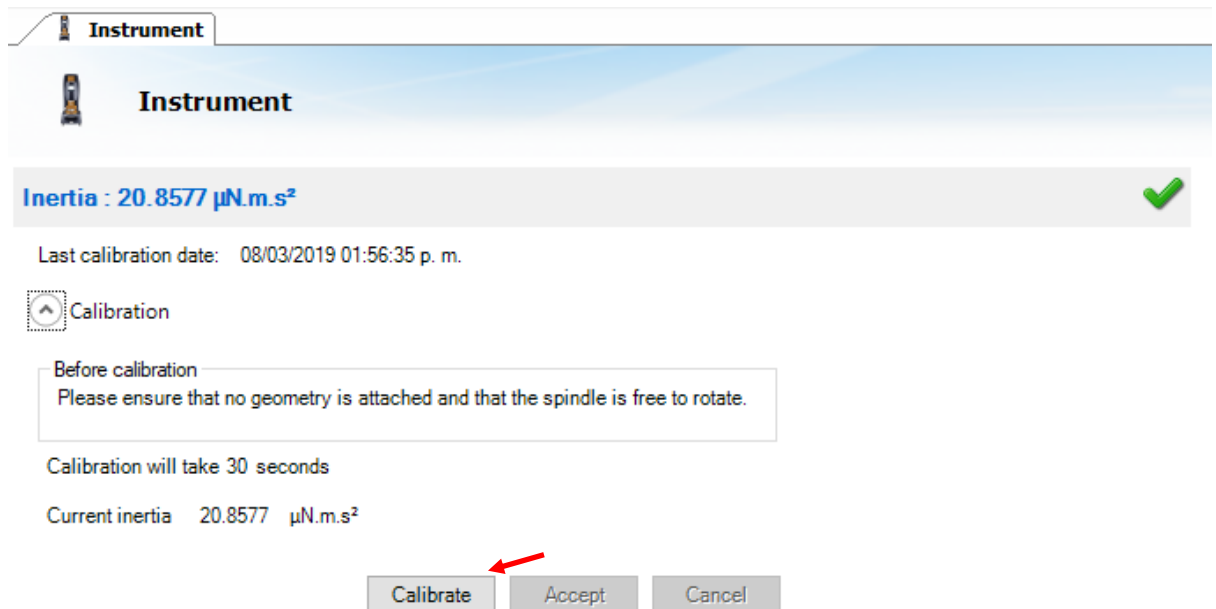 Instrument
Instrument
Inertia : 20.8577 µN.m.s²
Last calibration date: 08/03/2019 01:56:35 p. m.
Calibration
Before calibration
Please ensure that no geometry is attached and that the spindle is free to rotate.
Calibration will take 30 seconds
Current inertia 20.8577 µN.m.s²
Calibrate Accept Cancel